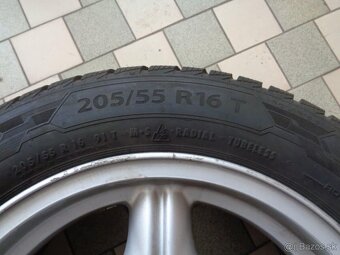 205/55 R16 T
205/55 R 16 91T M+S RADIAL TUBELESS
© Bazos.sk